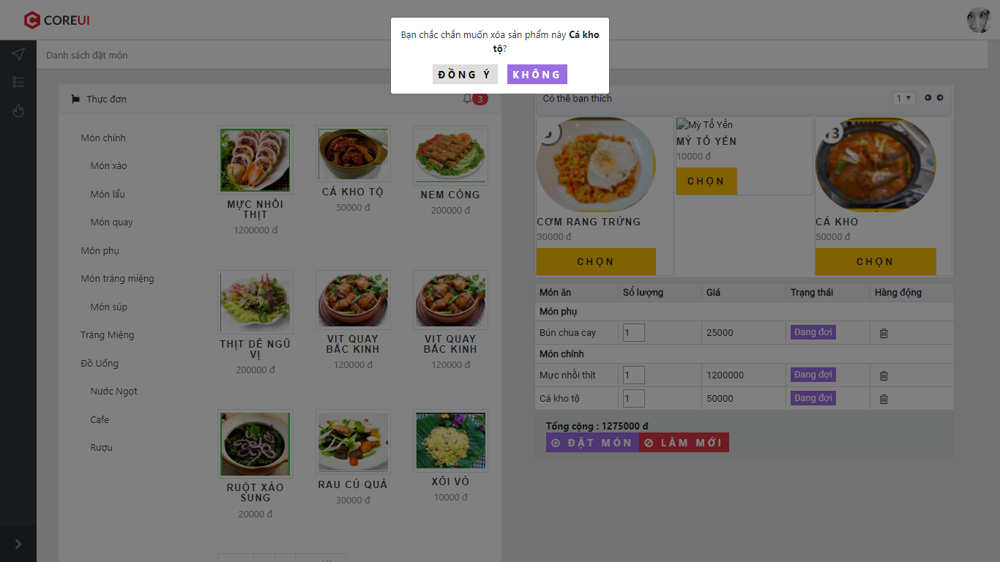 COREUI
Bạn chắc chắn muốn xóa sản phẩm này Cá kho
tộ?
ĐỒNG Ý KHÔNG
Danh sách đặt món
Thực đơn 3
Món chính
Món xào
Món lẩu
Món quay
Món phụ
Món tráng miệng
Món súp
Tráng Miệng
Đồ Uống
Nước Ngọt
Cafe
Rượu
MỰC NHỒI
THỊT
1200000 đ
CÁ KHO TỘ
50000 đ
NEM CÔNG
200000 đ
THỊT DÊ NGŨ
VỊ
200000 đ
VIT QUAY
BẮC KINH
120000 đ
VIT QUAY
BẮC KINH
120000 đ
RUỘT XÀO
SUNG
20000 đ
RAU CỦ QUẢ
30000 đ
XÔI VÒ
10000 đ
Có thể bạn thích 1
CƠM RANG TRỨNG
30000 đ
CHỌN
Mỳ Tổ Yến
MỲ TỔ YẾN
10000 đ
CHỌN
3
CÁ KHO
50000 đ
CHỌN
Món ăn Số lượng Giá Trạng thái Hàng động
Món phụ
Bún chua cay 1 25000 Đang đợi
Món chính
Mực nhồi thịt 1 1200000 Đang đợi
Cá kho tộ 1 50000 Đang đợi
Tổng cộng : 1275000 đ
ĐẶT MÓN LÀM MỚI